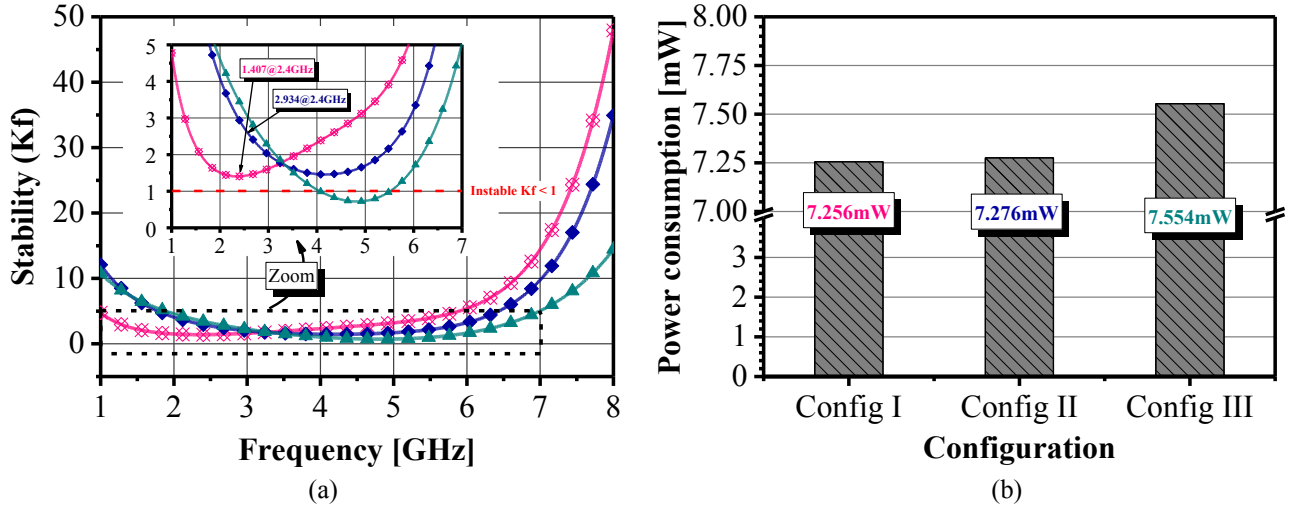 50
40
30
20
10
0
Stability (Kf)
1 2 3 4 5 6 7 8
Frequency [GHz]
5
4
3
2
1
0
1 2 3 4 5 6 7
1.407@2.4GHz
2.934@2.4GHz
Instable Kf < 1
Zoom
(a)
8.00
7.75
7.50
7.25
7.00
3
2
1
0
Power consumption [mW]
7.256mW
7.276mW
7.554mW
Config I Config II Config III
Configuration
(b)